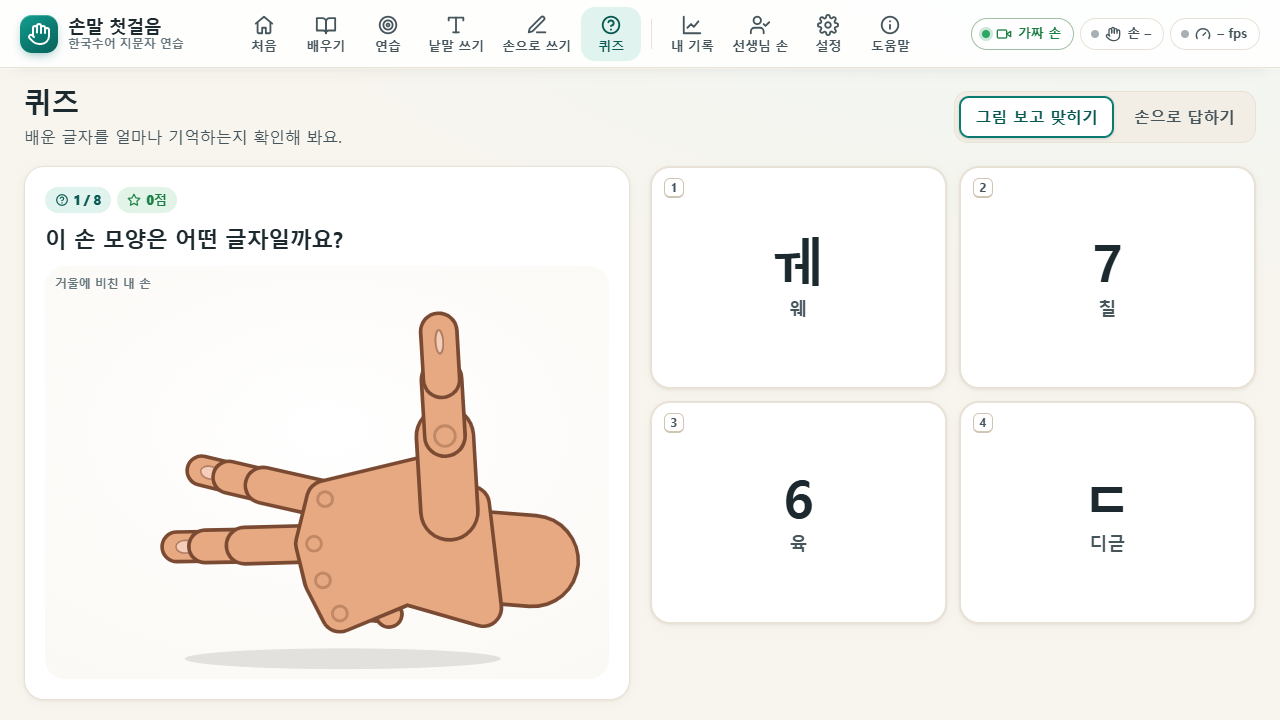 손말 첫걸음
한국수어 지문자 연습
처음
배우기
연습
낱말 쓰기
손으로 쓰기
퀴즈
내 기록
선생님 손
설정
도움말
가짜 손
손 –
– fps
퀴즈
배운 글자를 얼마나 기억하는지 확인해 봐요.
그림 보고 맞히기
손으로 답하기
1 / 8
0점
이 손 모양은 어떤 글자일까요?
거울에 비친 내 손
1
ㅞ
웨
2
7
칠
3
6
육
4
ㄷ
디귿